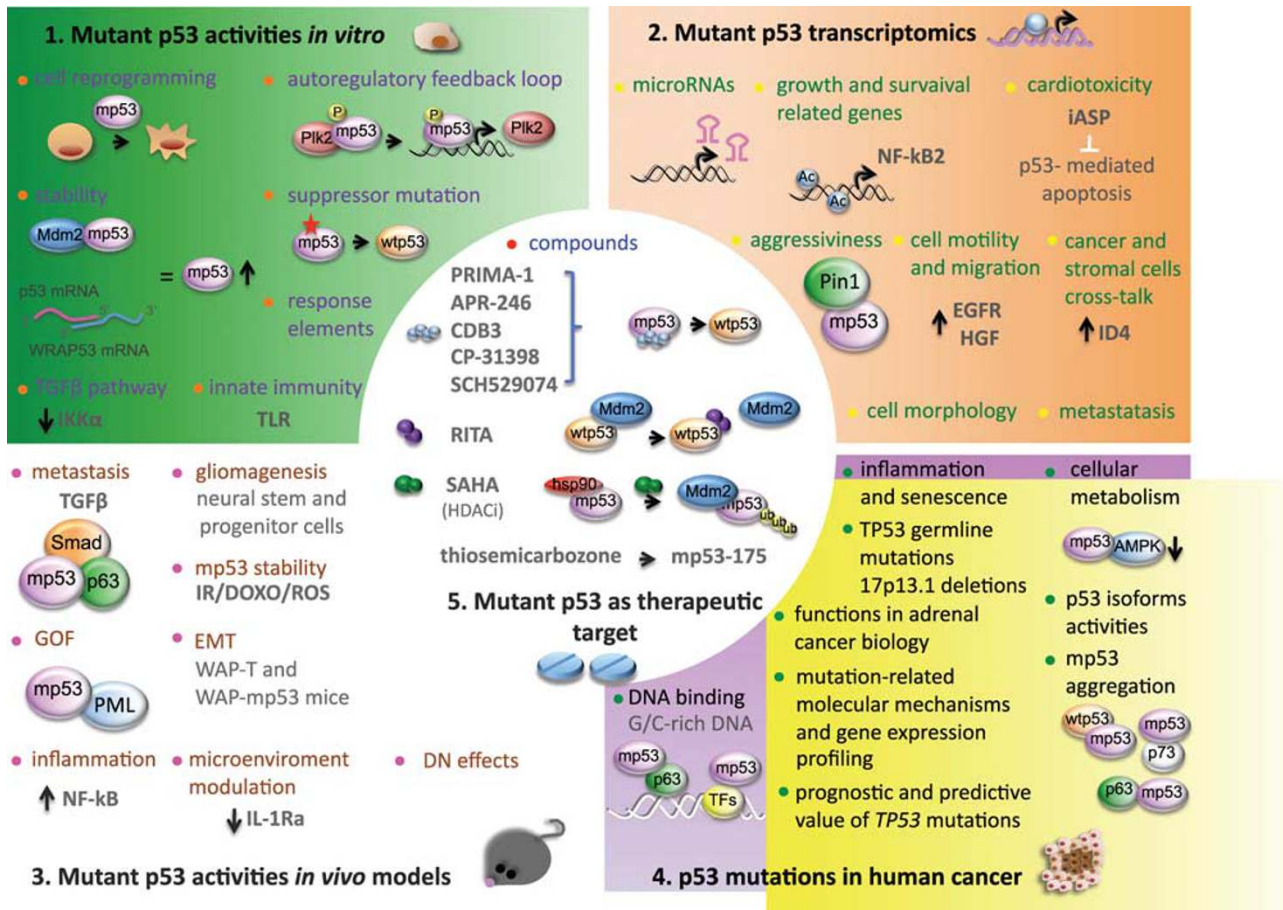 1. Mutant p53 activities in vitro
cell reprogramming
mp53
autoregulatory feedback loop
P
Plk2
mp53
P
mp53
Plk2
stability
Mdm2
mp53
suppressor mutation
mp53
wtp53
=
mp53
p53 mRNA
5'
3'
3'
WRAP53 mRNA
response
elements
TGFβ pathway
IKKα
innate immunity
TLR
2. Mutant p53 transcriptomics
microRNAs
growth and survaival
related genes
NF-kB2
Ac
Ac
cardiotoxicity
iASP
p53- mediated
apoptosis
aggressiviness
Pin1
mp53
cell motility
and migration
EGFR
HGF
cancer and
stromal cells
cross-talk
ID4
cell morphology
metastatasis
compounds
PRIMA-1
APR-246
CDB3
CP-31398
SCH529074
mp53
wtp53
RITA
Mdm2
wtp53
wtp53
Mdm2
SAHA
(HDACi)
hsp90
mp53
Mdm2
mp53
ub
ub
ub
thiosemicarbozone
mp53-175
5. Mutant p53 as therapeutic
target
metastasis
TGFβ
Smad
mp53
p63
gliomagenesis
neural stem and
progenitor cells
mp53 stability
IR/DOXO/ROS
GOF
mp53
PML
EMT
WAP-T and
WAP-mp53 mice
inflammation
NF-kB
microenviroment
modulation
IL-1Ra
DN effects
3. Mutant p53 activities in vivo models
DNA binding
G/C-rich DNA
mp53
p63
mp53
TFs
inflammation
and senescence
TP53 germline
mutations
17p13.1 deletions
functions in adrenal
cancer biology
mutation-related
molecular mechanisms
and gene expression
profiling
prognostic and predictive
value of TP53 mutations
cellular
metabolism
mp53
AMPK
p53 isoforms
activities
mp53
aggregation
wtp53
mp53
mp53
p73
p63
mp53
4. p53 mutations in human cancer